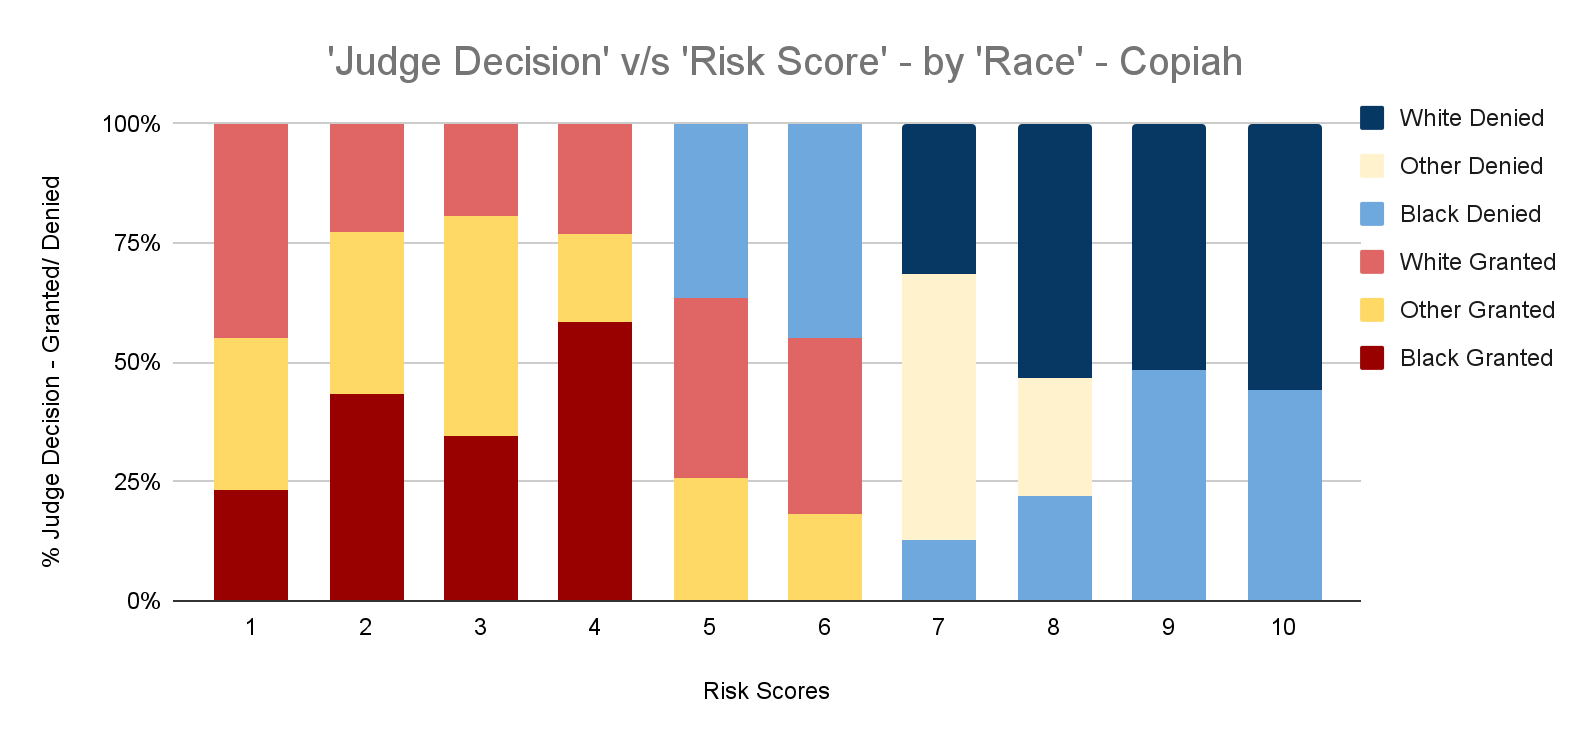 'Judge Decision' v/s 'Risk Score' - by 'Race' - Copiah
% Judge Decision - Granted/ Denied
100%
75%
50%
25%
0%
1 2 3 4 5 6 7 8 9 10
Risk Scores
White Denied
Other Denied
Black Denied
White Granted
Other Granted
Black Granted